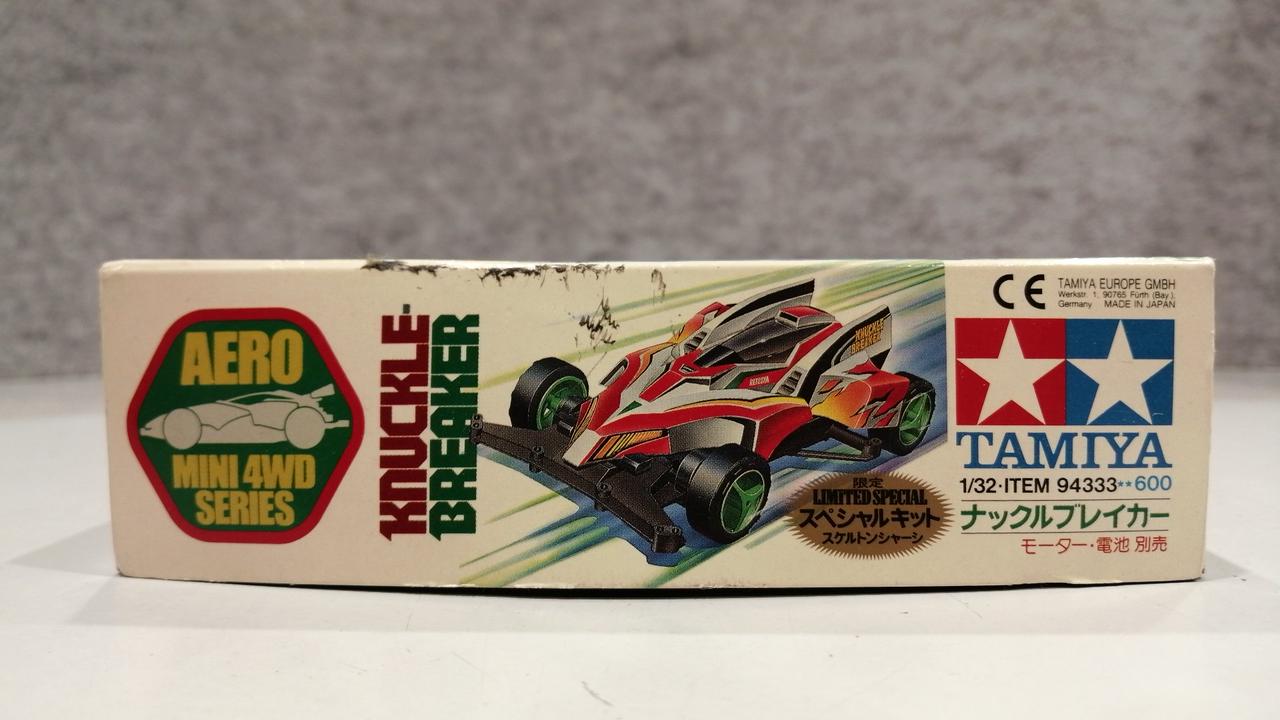 AERO
MINI 4WD
SERIES
KNUCKLE-
BREAKER
KNUCKLE
BREAKER
限定
LIMITED SPECIAL
スペシャルキット
スケルトンシャーシ
CE
TAMIYA EUROPE GMBH
Werkstr. 1, 90765 Fürth (Bay.),
Germany MADE IN JAPAN
TAMIYA
1/32・ITEM 94333**600
ナックルブレイカー
モーター・電池 別売